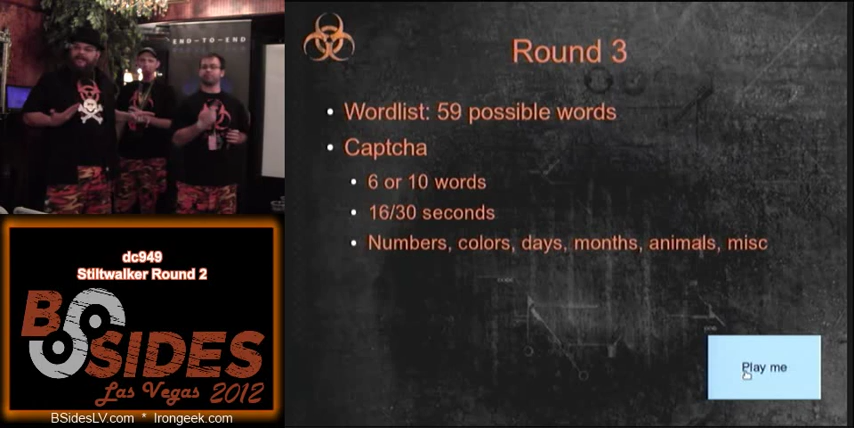 END-TO-END
Round 3
Wordlist: 59 possible words
Captcha
6 or 10 words
16/30 seconds
Numbers, colors, days, months, animals, misc
Play me
dc949
Stiltwalker Round 2
BSIDES
Las Vegas 2012
BSidesLV.com * Irongeek.com